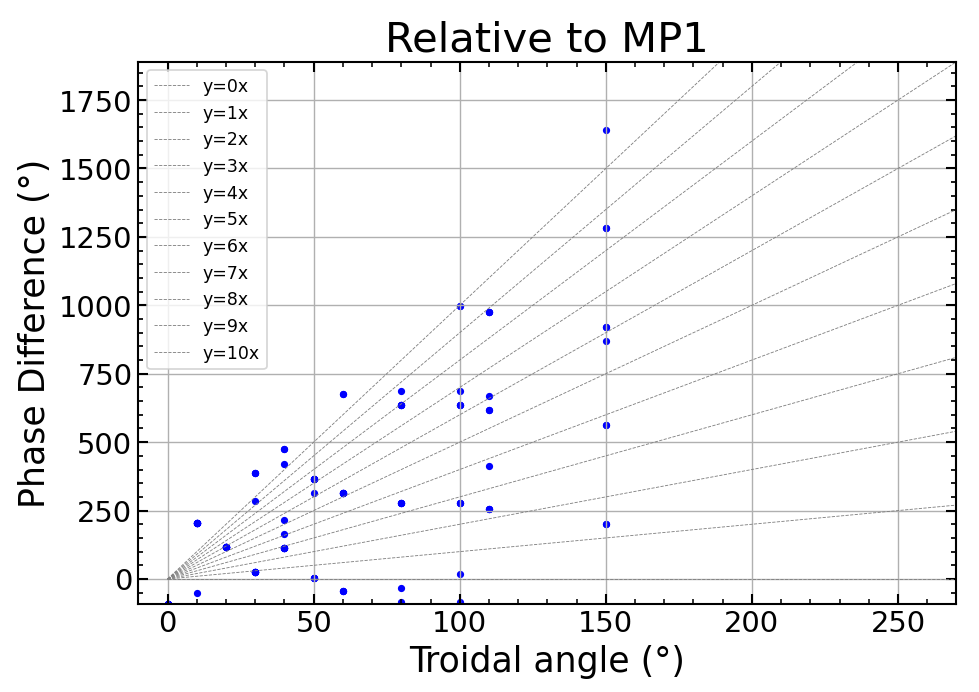 Relative to MP1
y=0x
y=1x
y=2x
y=3x
y=4x
y=5x
y=6x
y=7x
y=8x
y=9x
y=10x
1750
1500
1250
1000
750
500
250
0
Phase Difference (°)
0 50 100 150 200 250
Troidal angle (°)